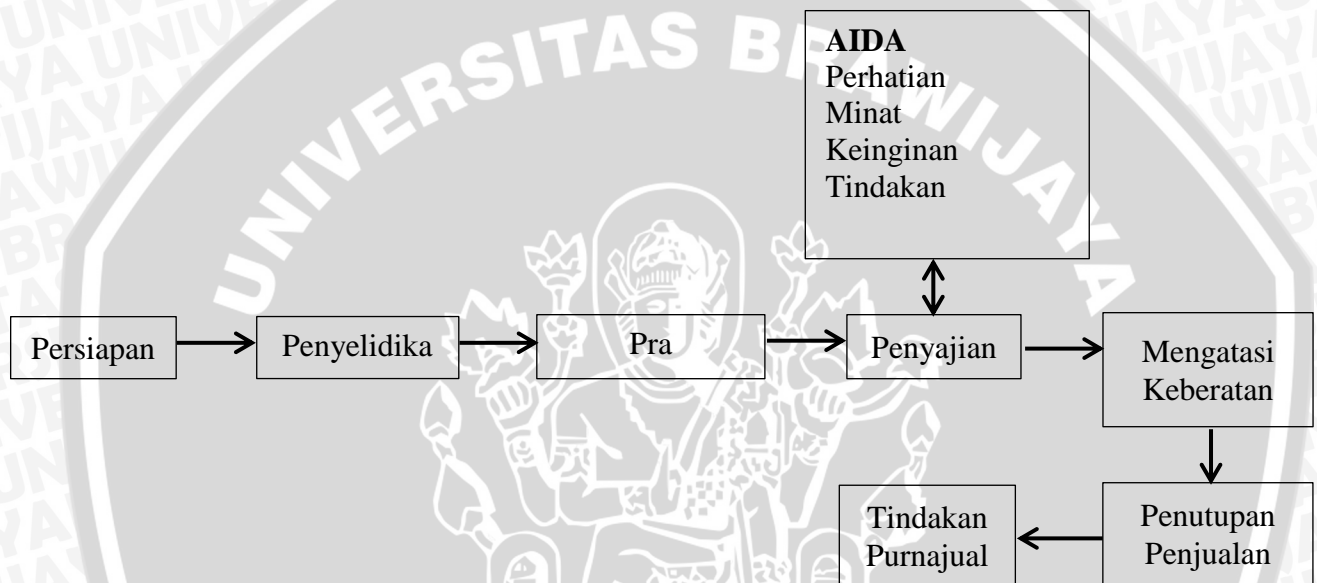 UNIVERSITAS BRAWIJAYA
AIDA
Perhatian
Minat
Keinginan
Tindakan
Persiapan
Penyelidika
Pra
Penyajian
Mengatasi
Keberatan
Tindakan
Purnajual
Penutupan
Penjualan